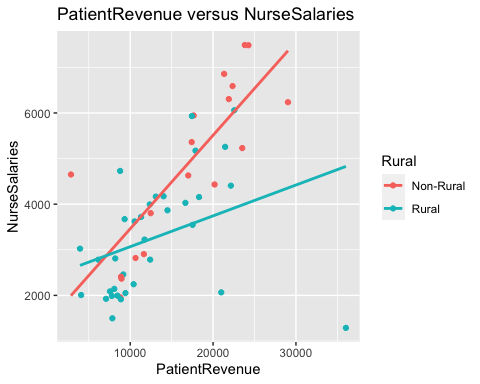 PatientRevenue versus NurseSalaries
6000
4000
2000
NurseSalaries
10000 20000 30000
PatientRevenue
Rural
Non-Rural
Rural